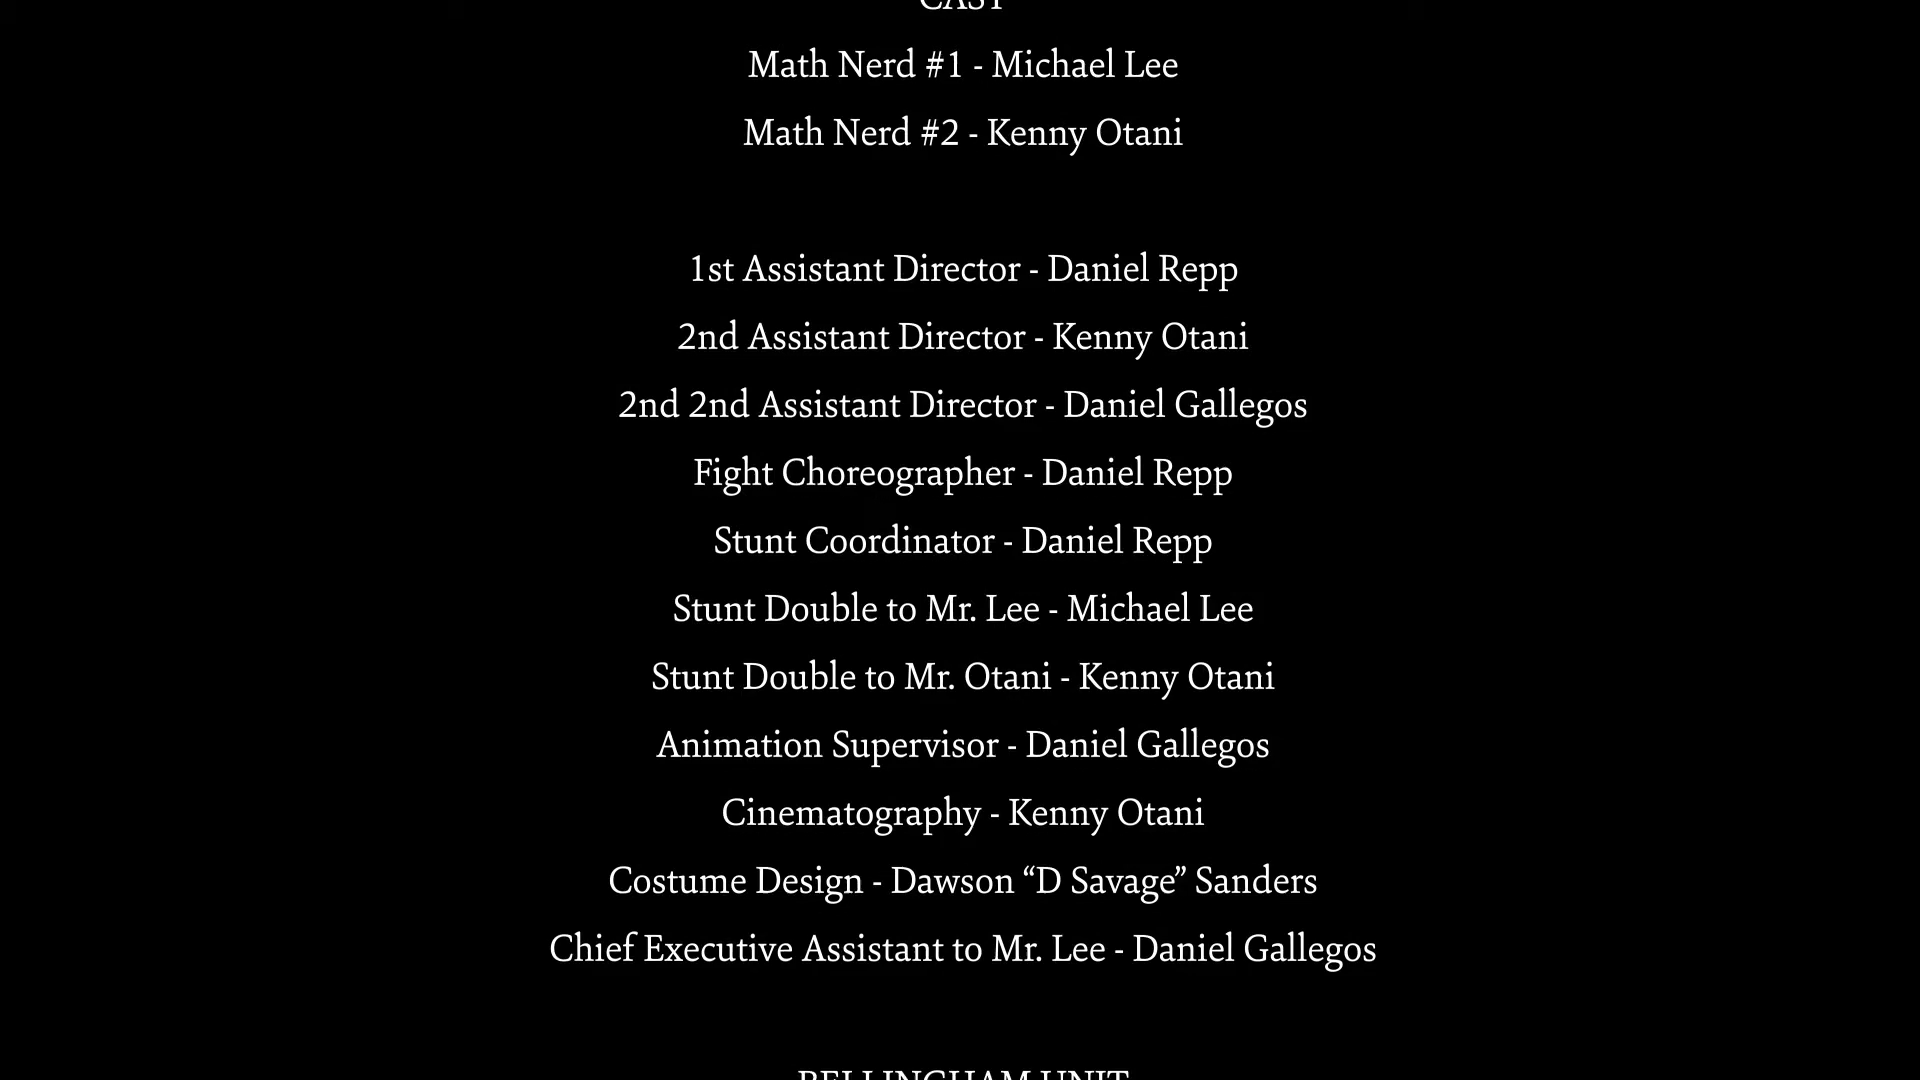 CAST
Math Nerd #1 - Michael Lee
Math Nerd #2 - Kenny Otani
1st Assistant Director - Daniel Repp
2nd Assistant Director - Kenny Otani
2nd 2nd Assistant Director - Daniel Gallegos
Fight Choreographer - Daniel Repp
Stunt Coordinator - Daniel Repp
Stunt Double to Mr. Lee - Michael Lee
Stunt Double to Mr. Otani - Kenny Otani
Animation Supervisor - Daniel Gallegos
Cinematography - Kenny Otani
Costume Design - Dawson “D Savage” Sanders
Chief Executive Assistant to Mr. Lee - Daniel Gallegos
BELLINGHAM UNIT